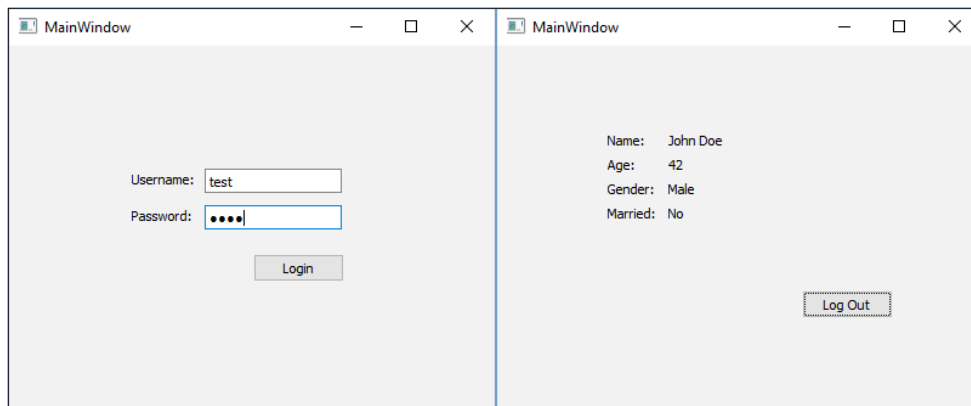 MainWindow
Username: test
Password: ••••
Login
MainWindow
Name: John Doe
Age: 42
Gender: Male
Married: No
Log Out